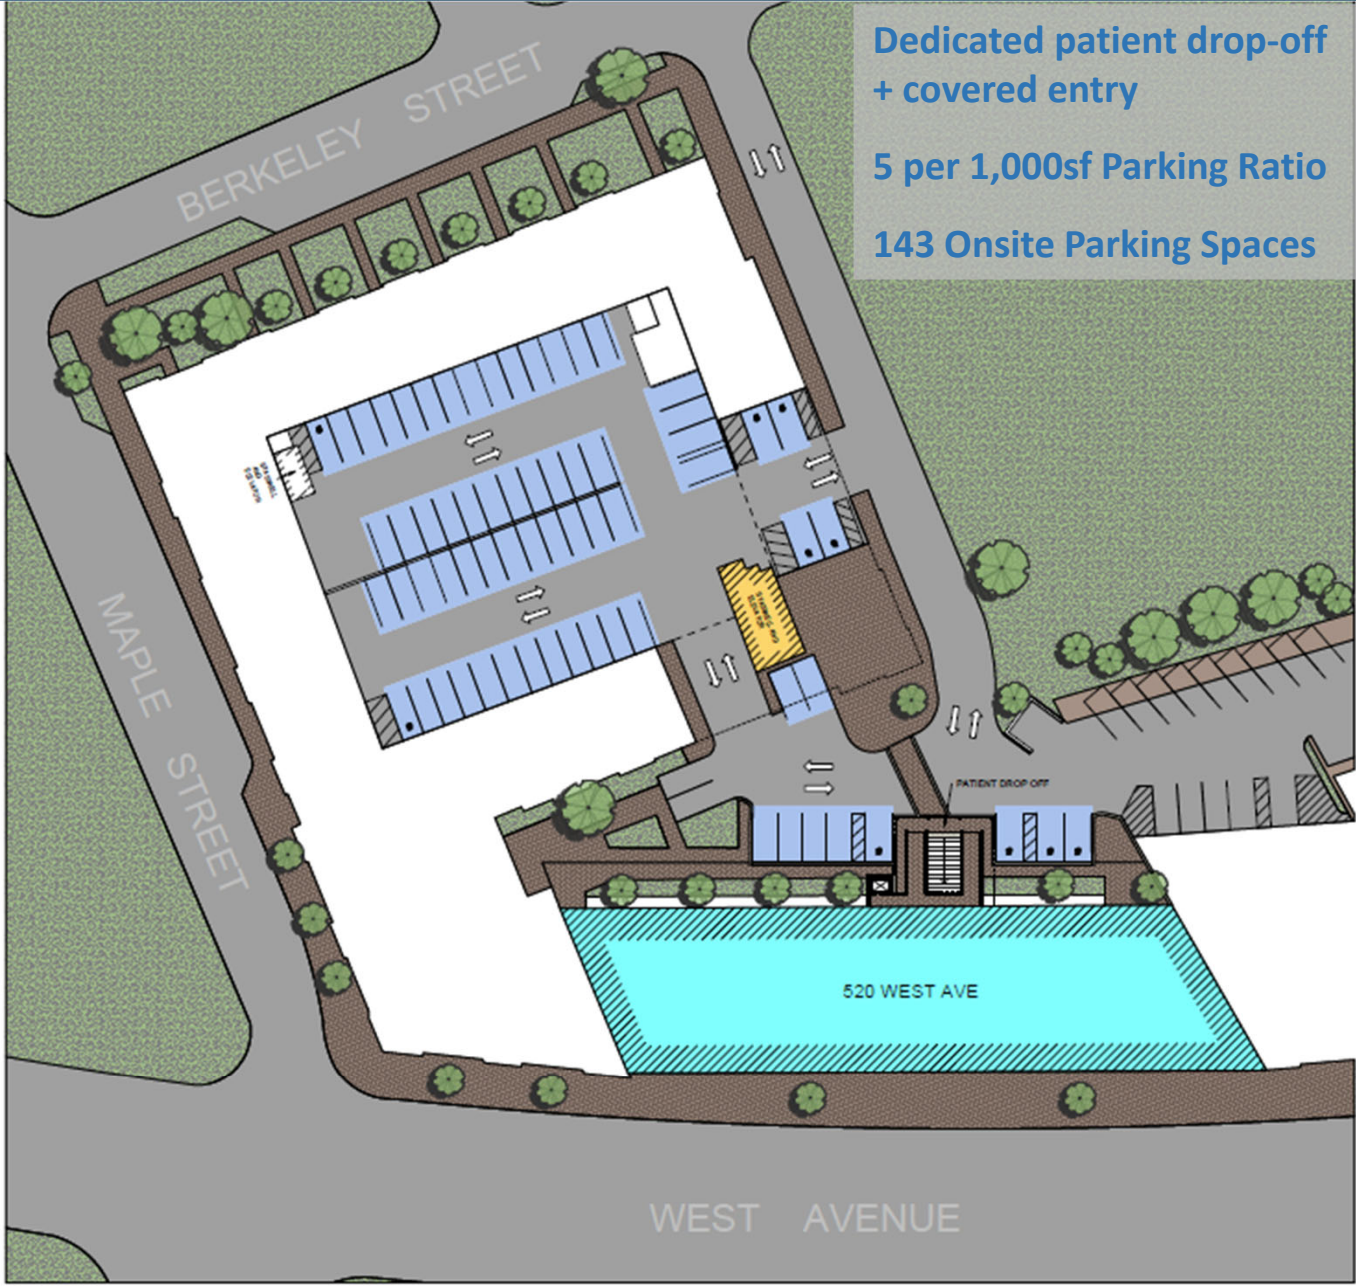 Dedicated patient drop-off
+ covered entry
5 per 1,000sf Parking Ratio
143 Onsite Parking Spaces
BERKELEY STREET
MAPLE STREET
PATIENT DROP OFF
520 WEST AVE
WEST AVENUE